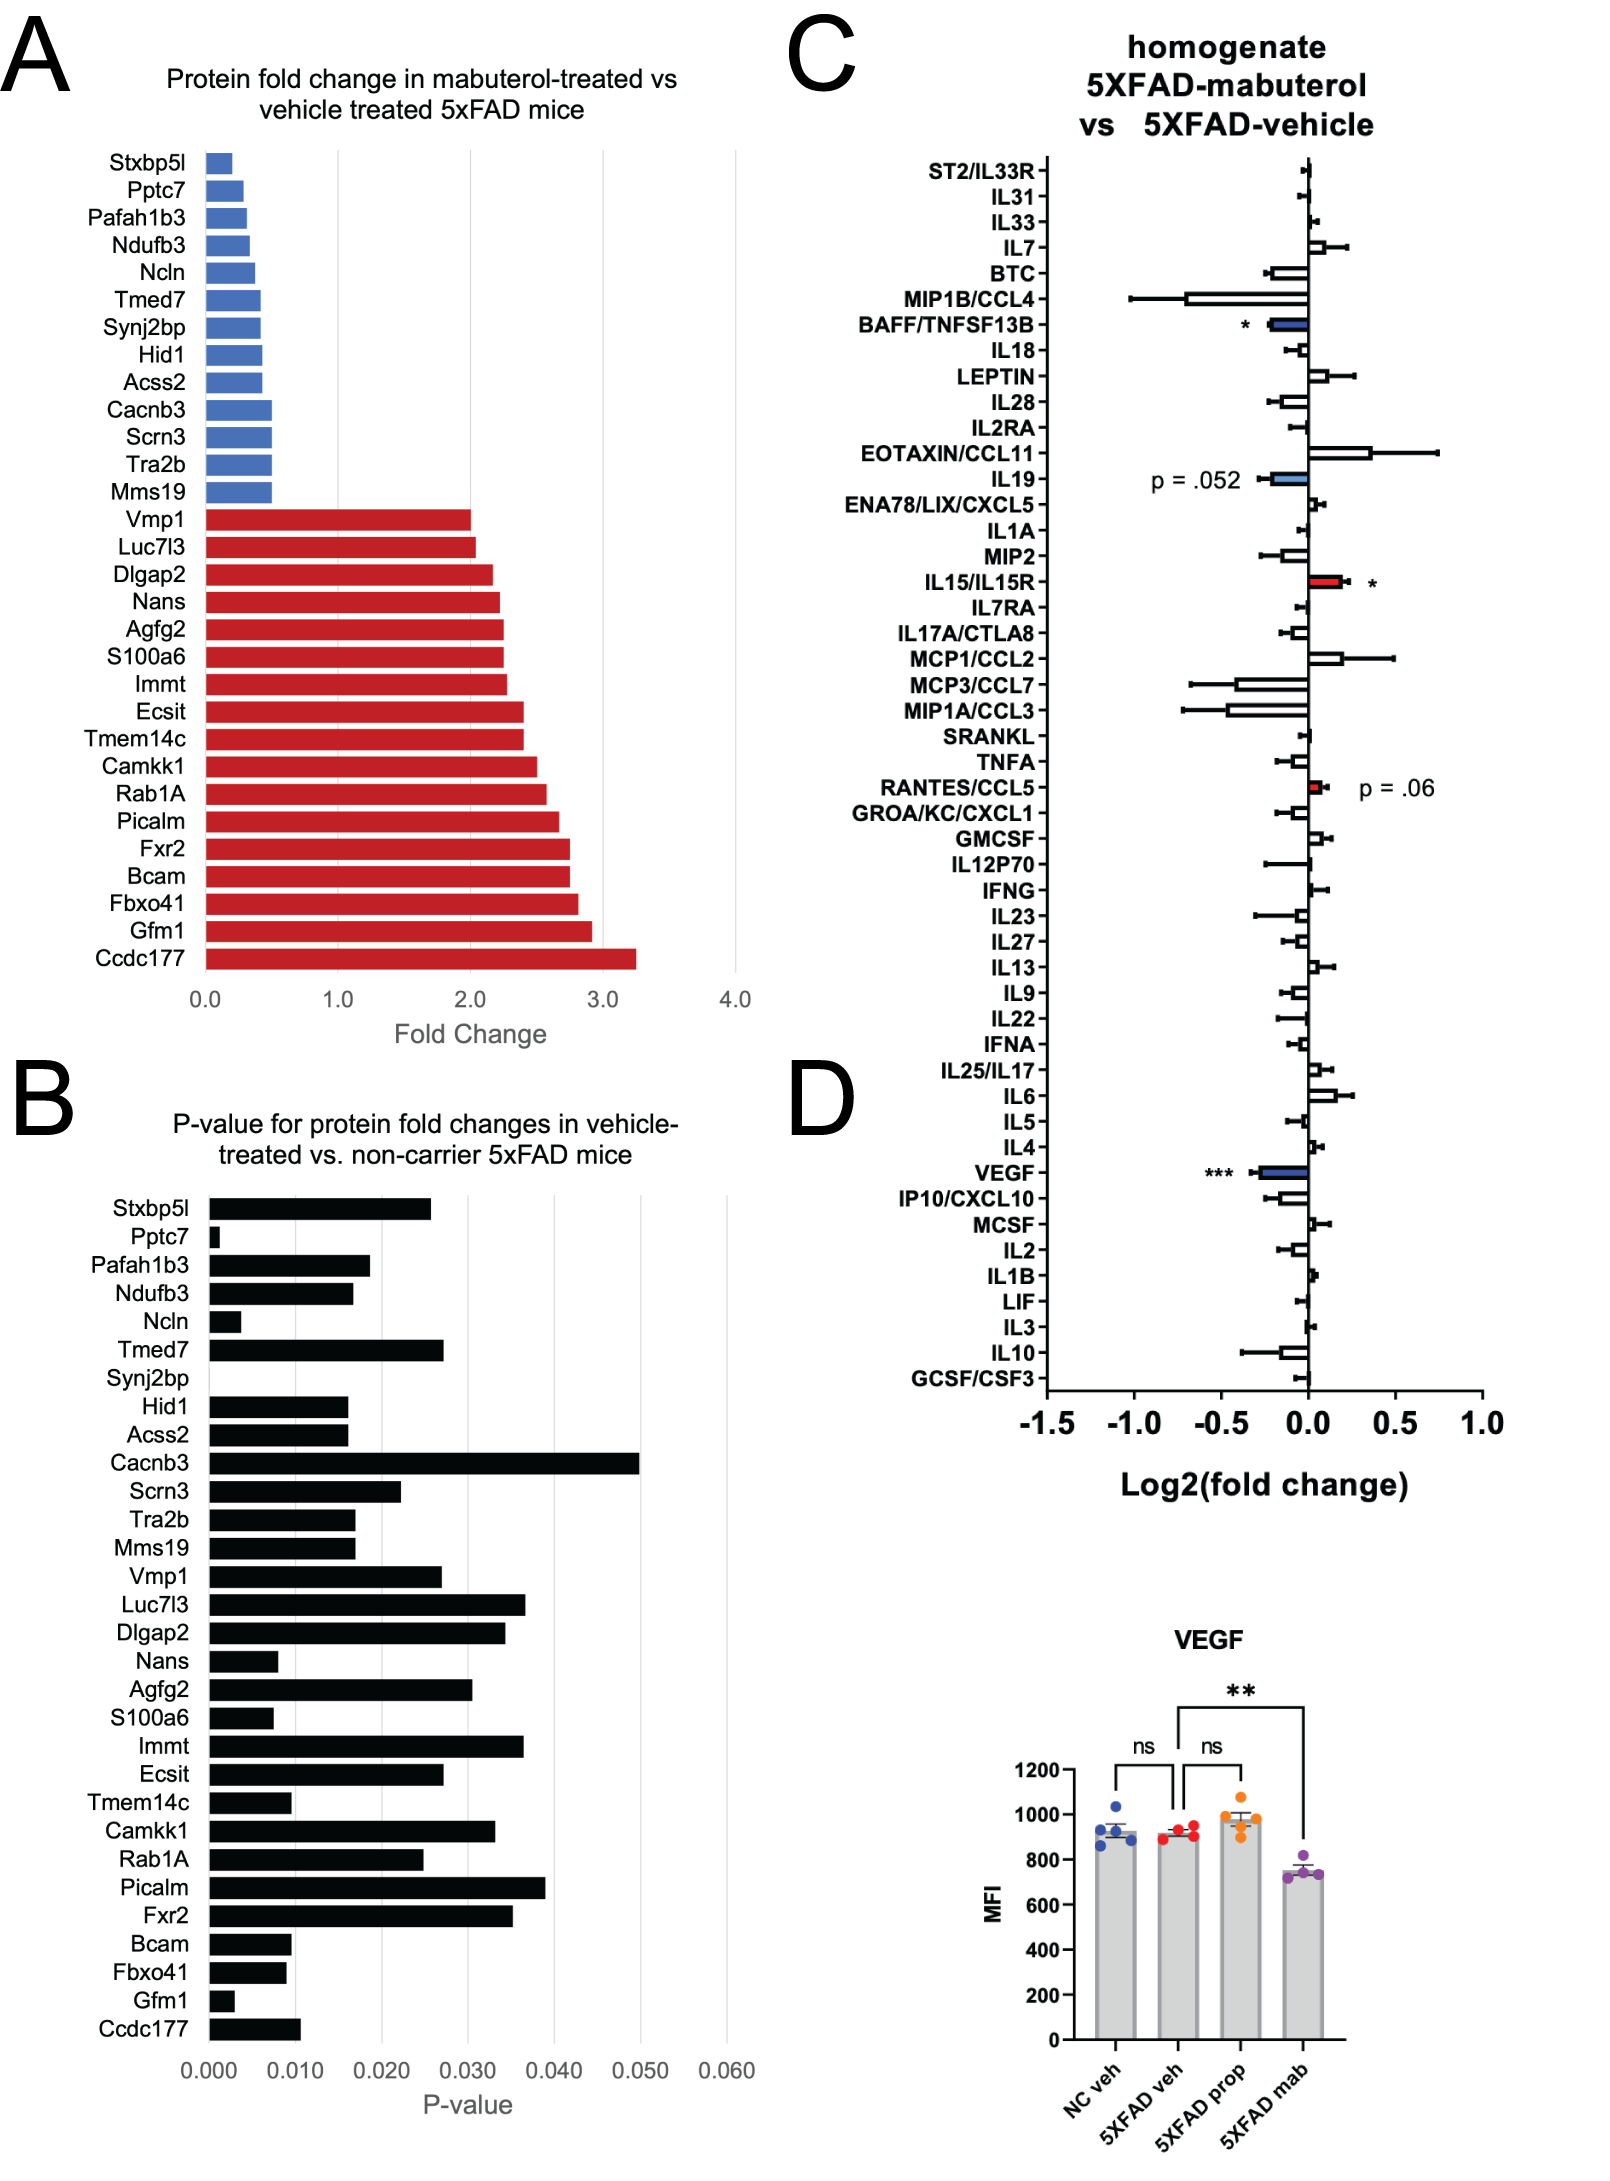 A
Protein fold change in mabuterol-treated vs
vehicle treated 5xFAD mice
Stxbp5l
Pptc7
Pafah1b3
Ndufb3
Ncln
Tmed7
Synj2bp
Hid1
Acss2
Cacnb3
Scrn3
Tra2b
Mms19
Vmp1
Luc7l3
Dlgap2
Nans
Agfg2
S100a6
Immt
Ecsit
Tmem14c
Camkk1
Rab1A
Picalm
Fxr2
Bcam
Fbxo41
Gfm1
Ccdc177
0.0 1.0 2.0 3.0 4.0
Fold Change
B
P-value for protein fold changes in vehicle-
treated vs. non-carrier 5xFAD mice
Stxbp5l
Pptc7
Pafah1b3
Ndufb3
Ncln
Tmed7
Synj2bp
Hid1
Acss2
Cacnb3
Scrn3
Tra2b
Mms19
Vmp1
Luc7l3
Dlgap2
Nans
Agfg2
S100a6
Immt
Ecsit
Tmem14c
Camkk1
Rab1A
Picalm
Fxr2
Bcam
Fbxo41
Gfm1
Ccdc177
0.000 0.010 0.020 0.030 0.040 0.050 0.060
P-value
C
homogenate
5XFAD-mabuterol
vs 5XFAD-vehicle
ST2/IL33R
IL31
IL33
IL7
BTC
MIP1B/CCL4
BAFF/TNFSF13B *
IL18
LEPTIN
IL28
IL2RA
EOTAXIN/CCL11
IL19 p = .052
ENA78/LIX/CXCL5
IL1A
MIP2
IL15/IL15R *
IL7RA
IL17A/CTLA8
MCP1/CCL2
MCP3/CCL7
MIP1A/CCL3
SRANKL
TNFA
RANTES/CCL5 p = .06
GROA/KC/CXCL1
GMCSF
IL12P70
IFNG
IL23
IL27
IL13
IL9
IL22
IFNA
IL25/IL17
IL6
IL5
IL4
VEGF ***
IP10/CXCL10
MCSF
IL2
IL1B
LIF
IL3
IL10
GCSF/CSF3
-1.5 -1.0 -0.5 0.0 0.5 1.0
Log2(fold change)
D
VEGF
**
ns ns
1200
1000
800
600
400
200
0
MFI
NC veh
5XFAD veh
5XFAD prop
5XFAD mab